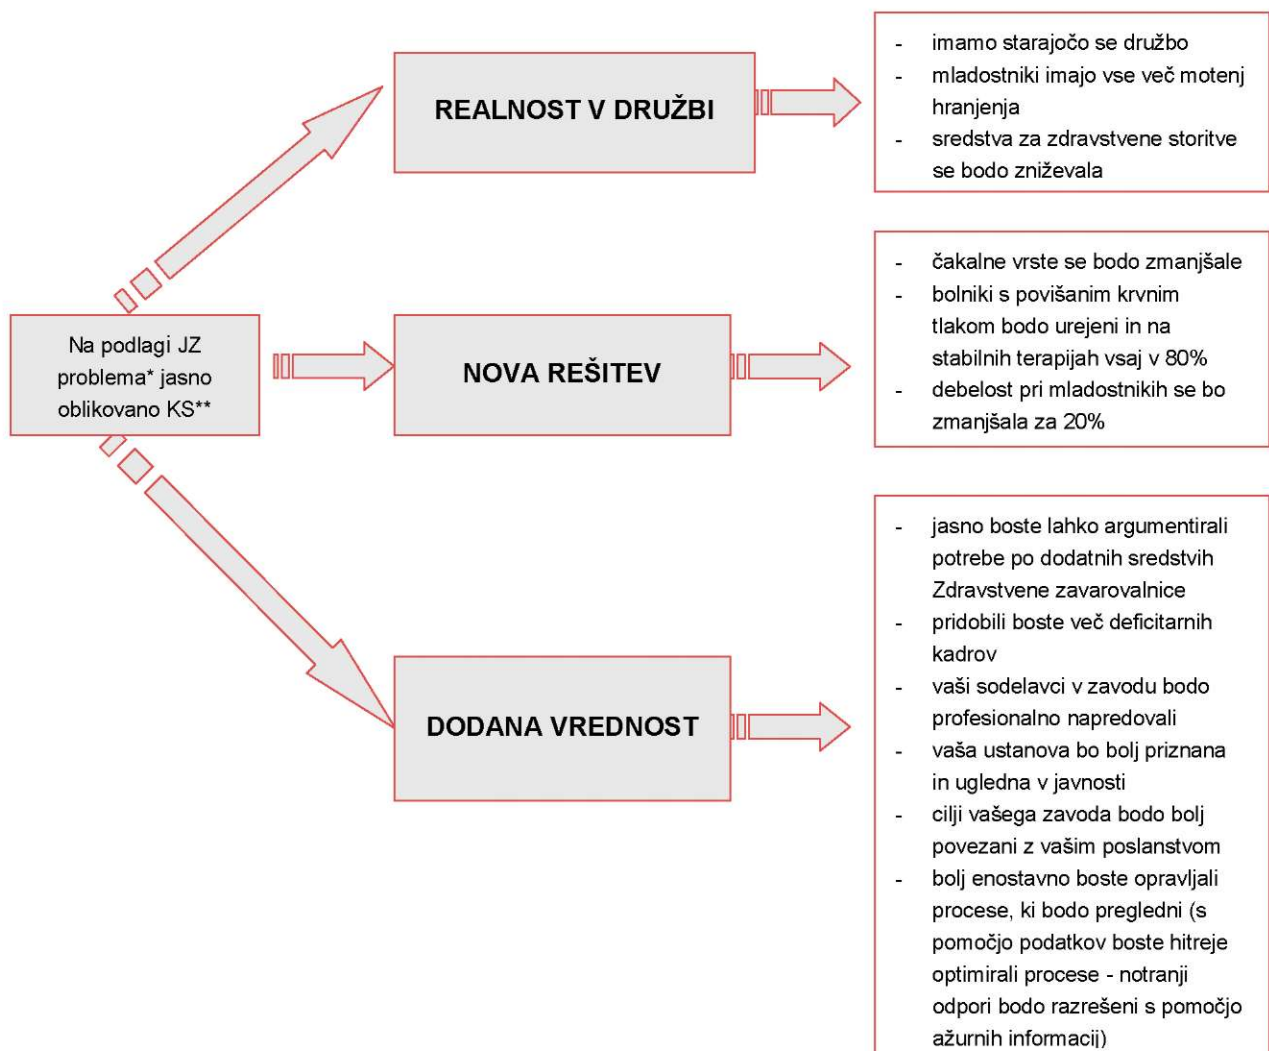 Na podlagi JZ
problema* jasno
oblikovano KS**
REALNOST V DRUŽBI
- imamo starajočo se družbo
- mladostniki imajo vse več motenj
hranjenja
- sredstva za zdravstvene storitve
se bodo zniževala
NOVA REŠITEV
- čakalne vrste se bodo zmanjšale
- bolniki s povišanim krvnim
tlakom bodo urejeni in na
stabilnih terapijah vsaj v 80%
- debelost pri mladostnikih se bo
zmanjšala za 20%
DODANA VREDNOST
- jasno boste lahko argumentirali
potrebe po dodatnih sredstvih
Zdravstvene zavarovalnice
- pridobili boste več deficitarnih
kadrov
- vaši sodelavci v zavodu bodo
profesionalno napredovali
- vaša ustanova bo bolj priznana
in ugledna v javnosti
- cilji vašega zavoda bodo bolj
povezani z vašim poslanstvom
- bolj enostavno boste opravljali
procese, ki bodo pregledni (s
pomočjo podatkov boste hitreje
optimirali procese - notranji
odpori bodo razrešeni s pomočjo
ažurnih informacij)